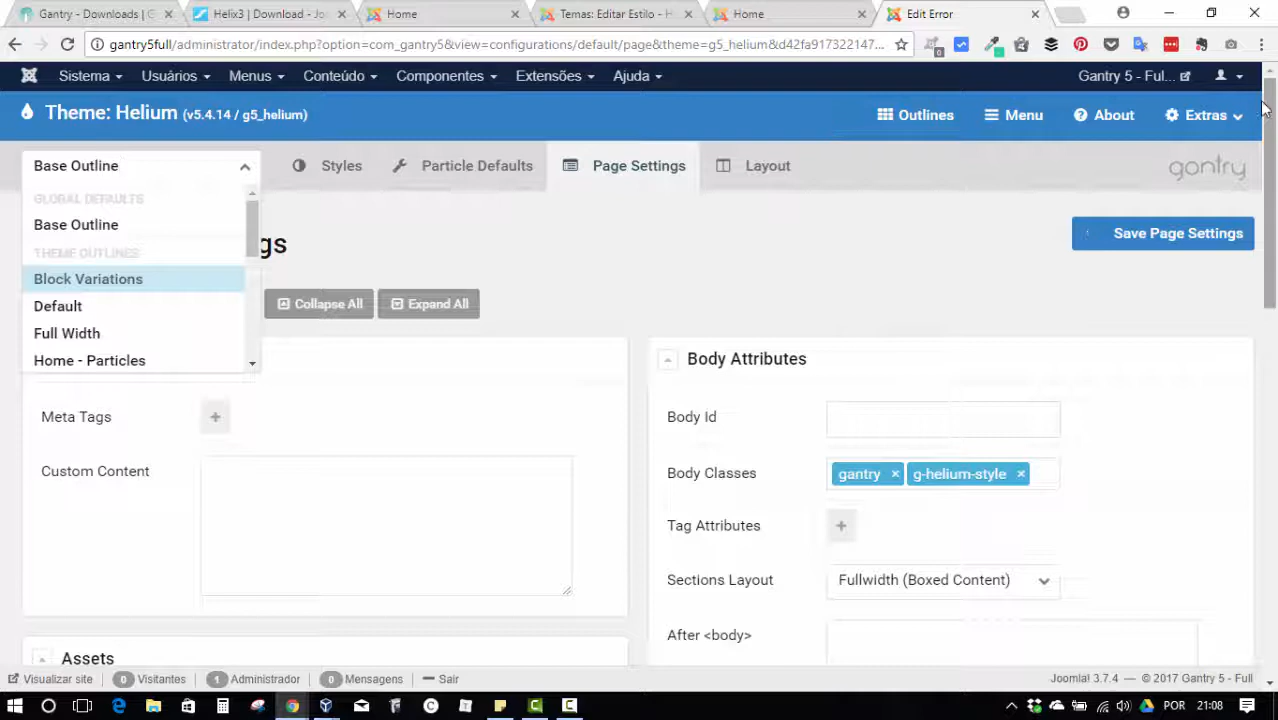 Gantry - Downloads | G
Helix3 | Download - Jo
Home
Temas: Editar Estilo - H
Home
Edit Error
gantry5full/administrator/index.php?option=com_gantry5&view=configurations/default/page&theme=g5_helium&d42fa917322147...
Sistema Usuários Menus Conteúdo Componentes Extensões Ajuda Gantry 5 - Ful...
Theme: Helium (v5.4.14 / g5_helium) Outlines Menu About Extras
Base Outline Styles Particle Defaults Page Settings Layout gantry
GLOBAL DEFAULTS
Base Outline
gs Save Page Settings
THEME OUTLINES
Block Variations
Default Collapse All Expand All
Full Width
Home - Particles Body Attributes
Meta Tags Body Id
Custom Content Body Classes gantry × g-helium-style ×
Tag Attributes
Sections Layout Fullwidth (Boxed Content)
After <body>
Assets
Visualizar site 0 Visitantes 1 Administrador 0 Mensagens Sair Joomla! 3.7.4 — © 2017 Gantry 5 - Full
POR 21:08